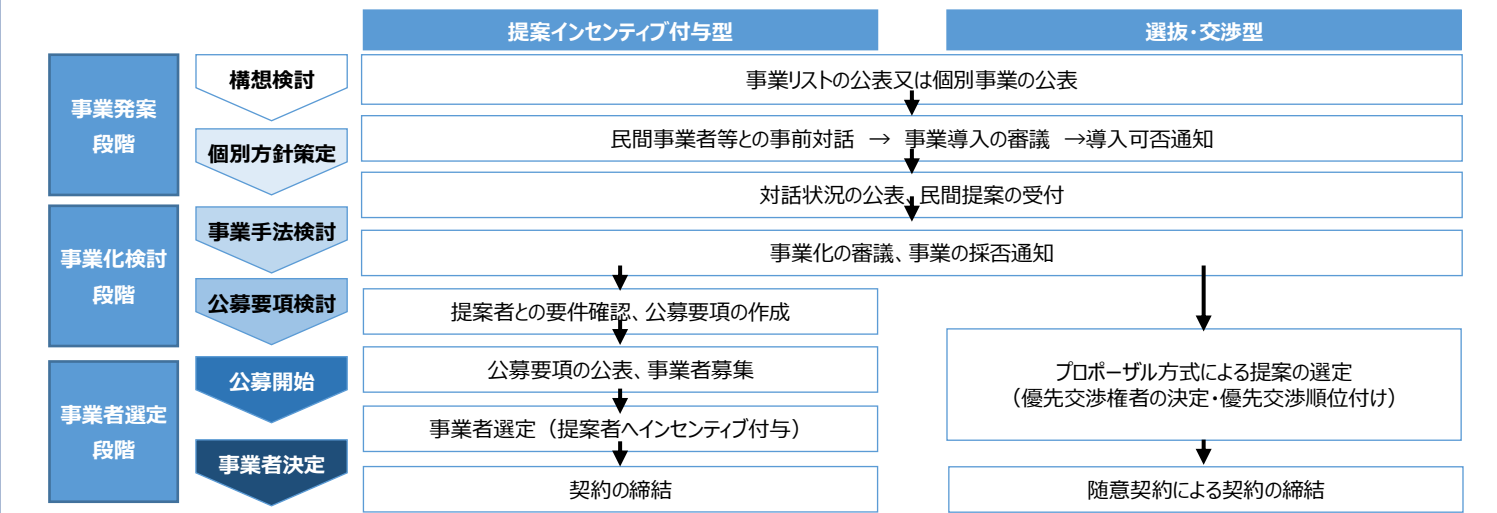 提案インセンティブ付与型
選抜・交渉型
事業発案
段階
構想検討
個別方針策定
事業リストの公表又は個別事業の公表
民間事業者等との事前対話 → 事業導入の審議 →導入可否通知
対話状況の公表、民間提案の受付
事業化検討
段階
事業手法検討
公募要項検討
事業化の審議、事業の採否通知
提案者との要件確認、公募要項の作成
事業者選定
段階
公募開始
事業者決定
公募要項の公表、事業者募集
事業者選定（提案者へインセンティブ付与）
契約の締結
プロポーザル方式による提案の選定
（優先交渉権者の決定・優先交渉順位付け）
随意契約による契約の締結